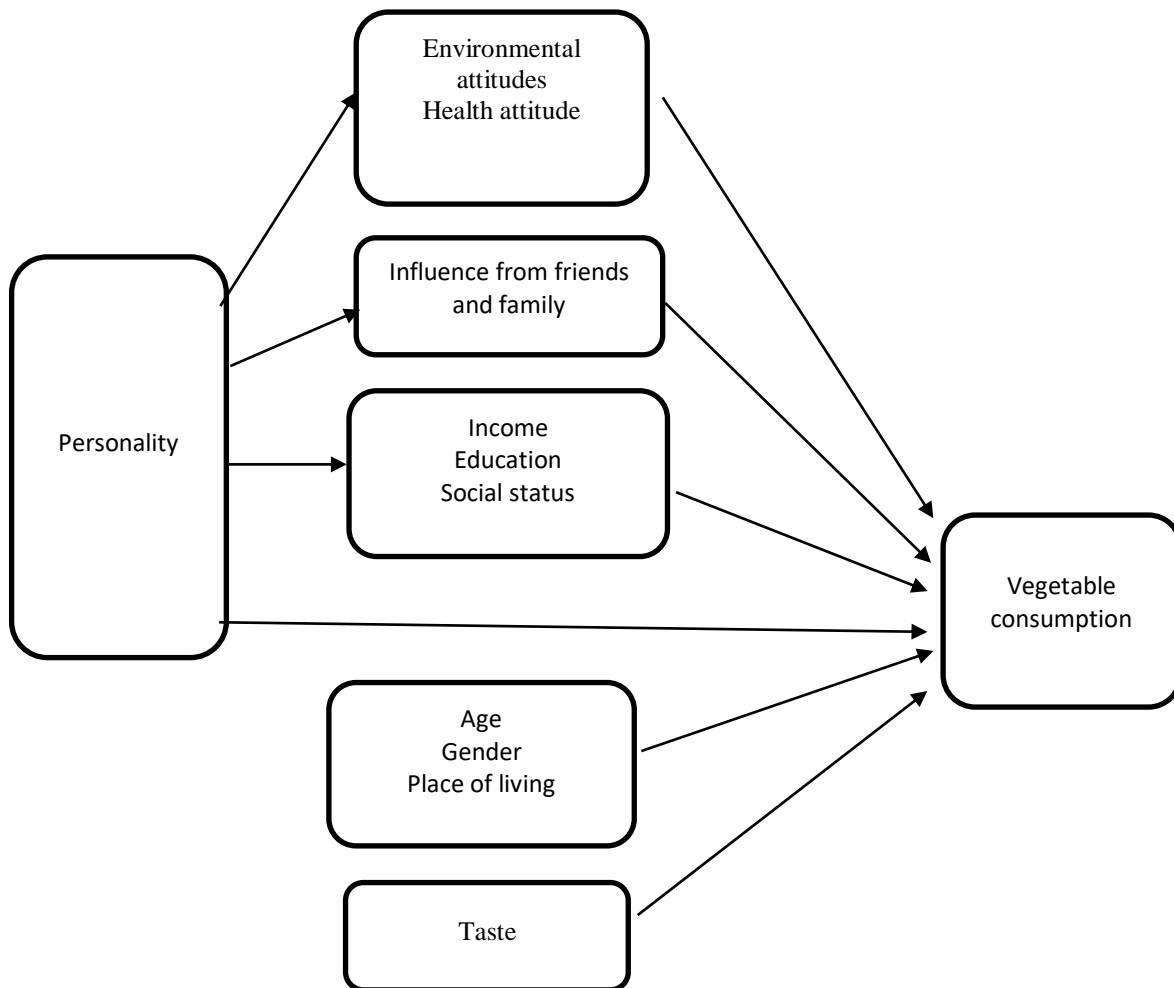 Environmental
attitudes
Health attitude
Influence from friends
and family
Personality
Income
Education
Social status
Vegetable
consumption
Age
Gender
Place of living
Taste